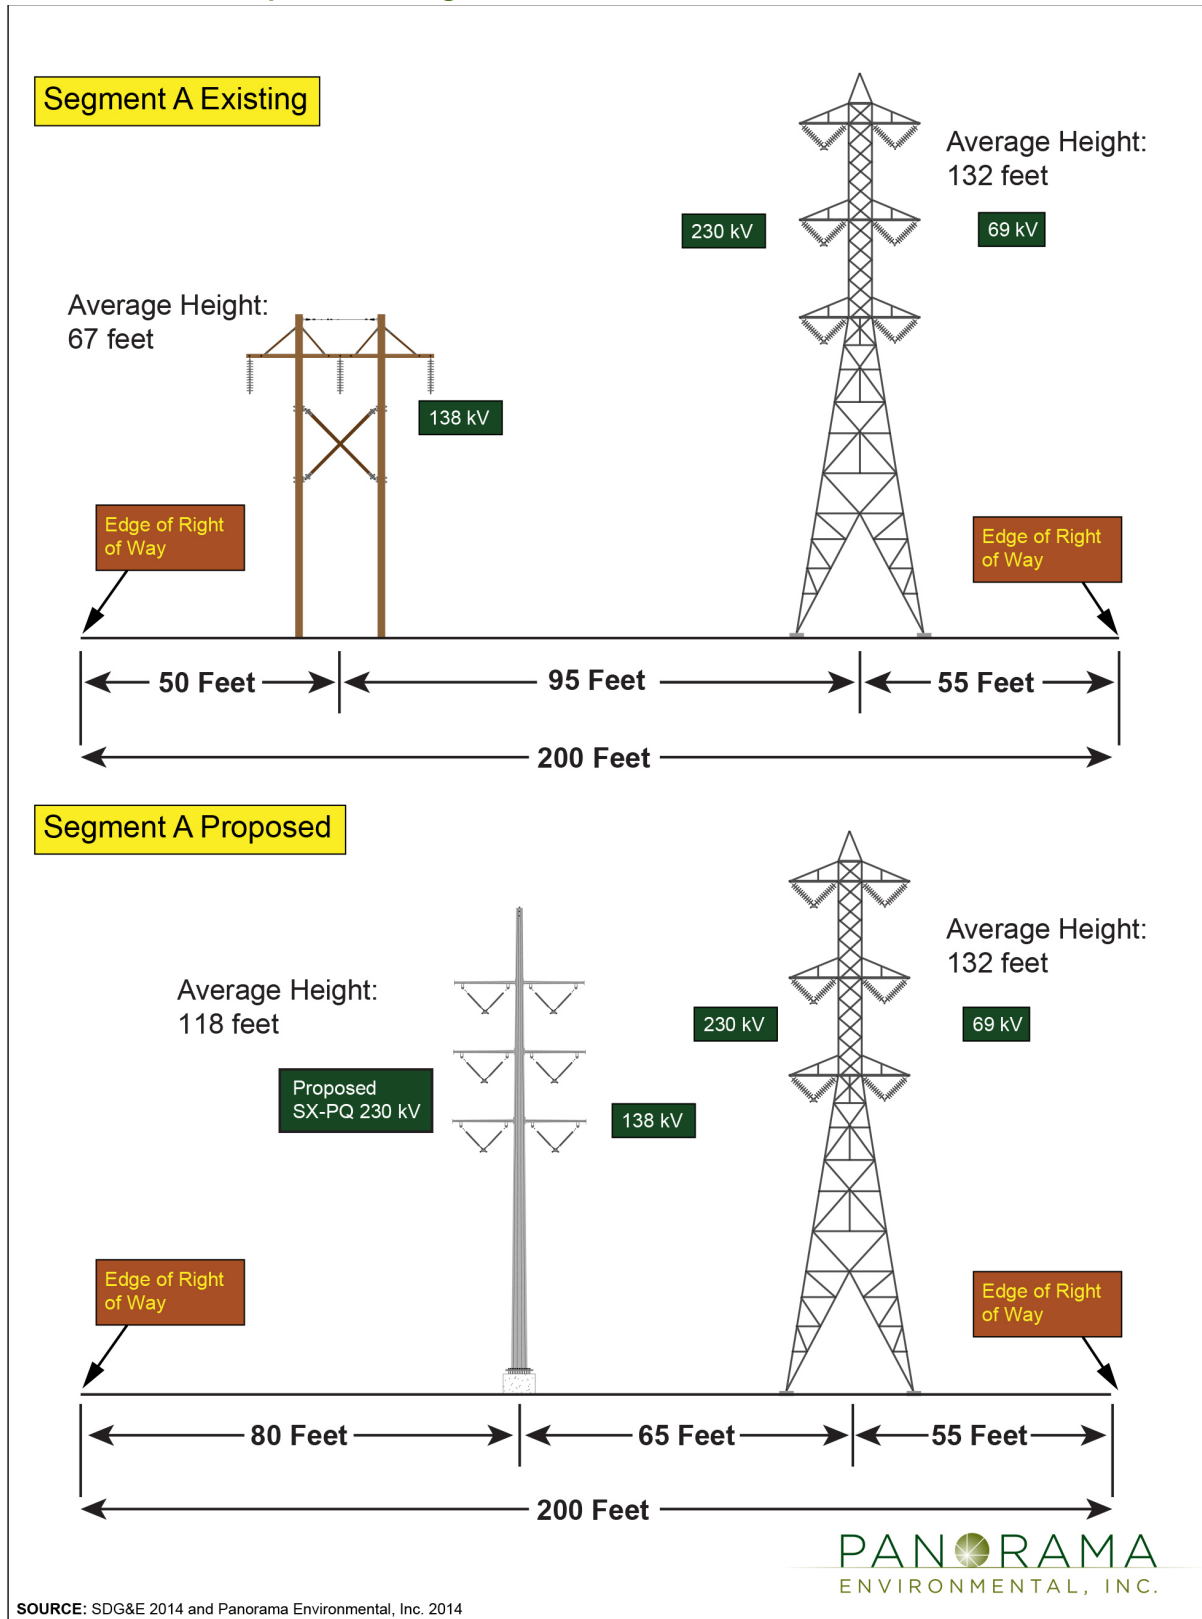 Segment A Existing
Average Height:
132 feet
230 kV
69 kV
Average Height:
67 feet
138 kV
Edge of Right
of Way
Edge of Right
of Way
50 Feet
95 Feet
55 Feet
200 Feet
Segment A Proposed
Average Height:
132 feet
Average Height:
118 feet
230 kV
69 kV
Proposed
SX-PQ 230 kV
138 kV
Edge of Right
of Way
Edge of Right
of Way
80 Feet
65 Feet
55 Feet
200 Feet
PANORAMA
ENVIRONMENTAL, INC.
SOURCE: SDG&E 2014 and Panorama Environmental, Inc. 2014